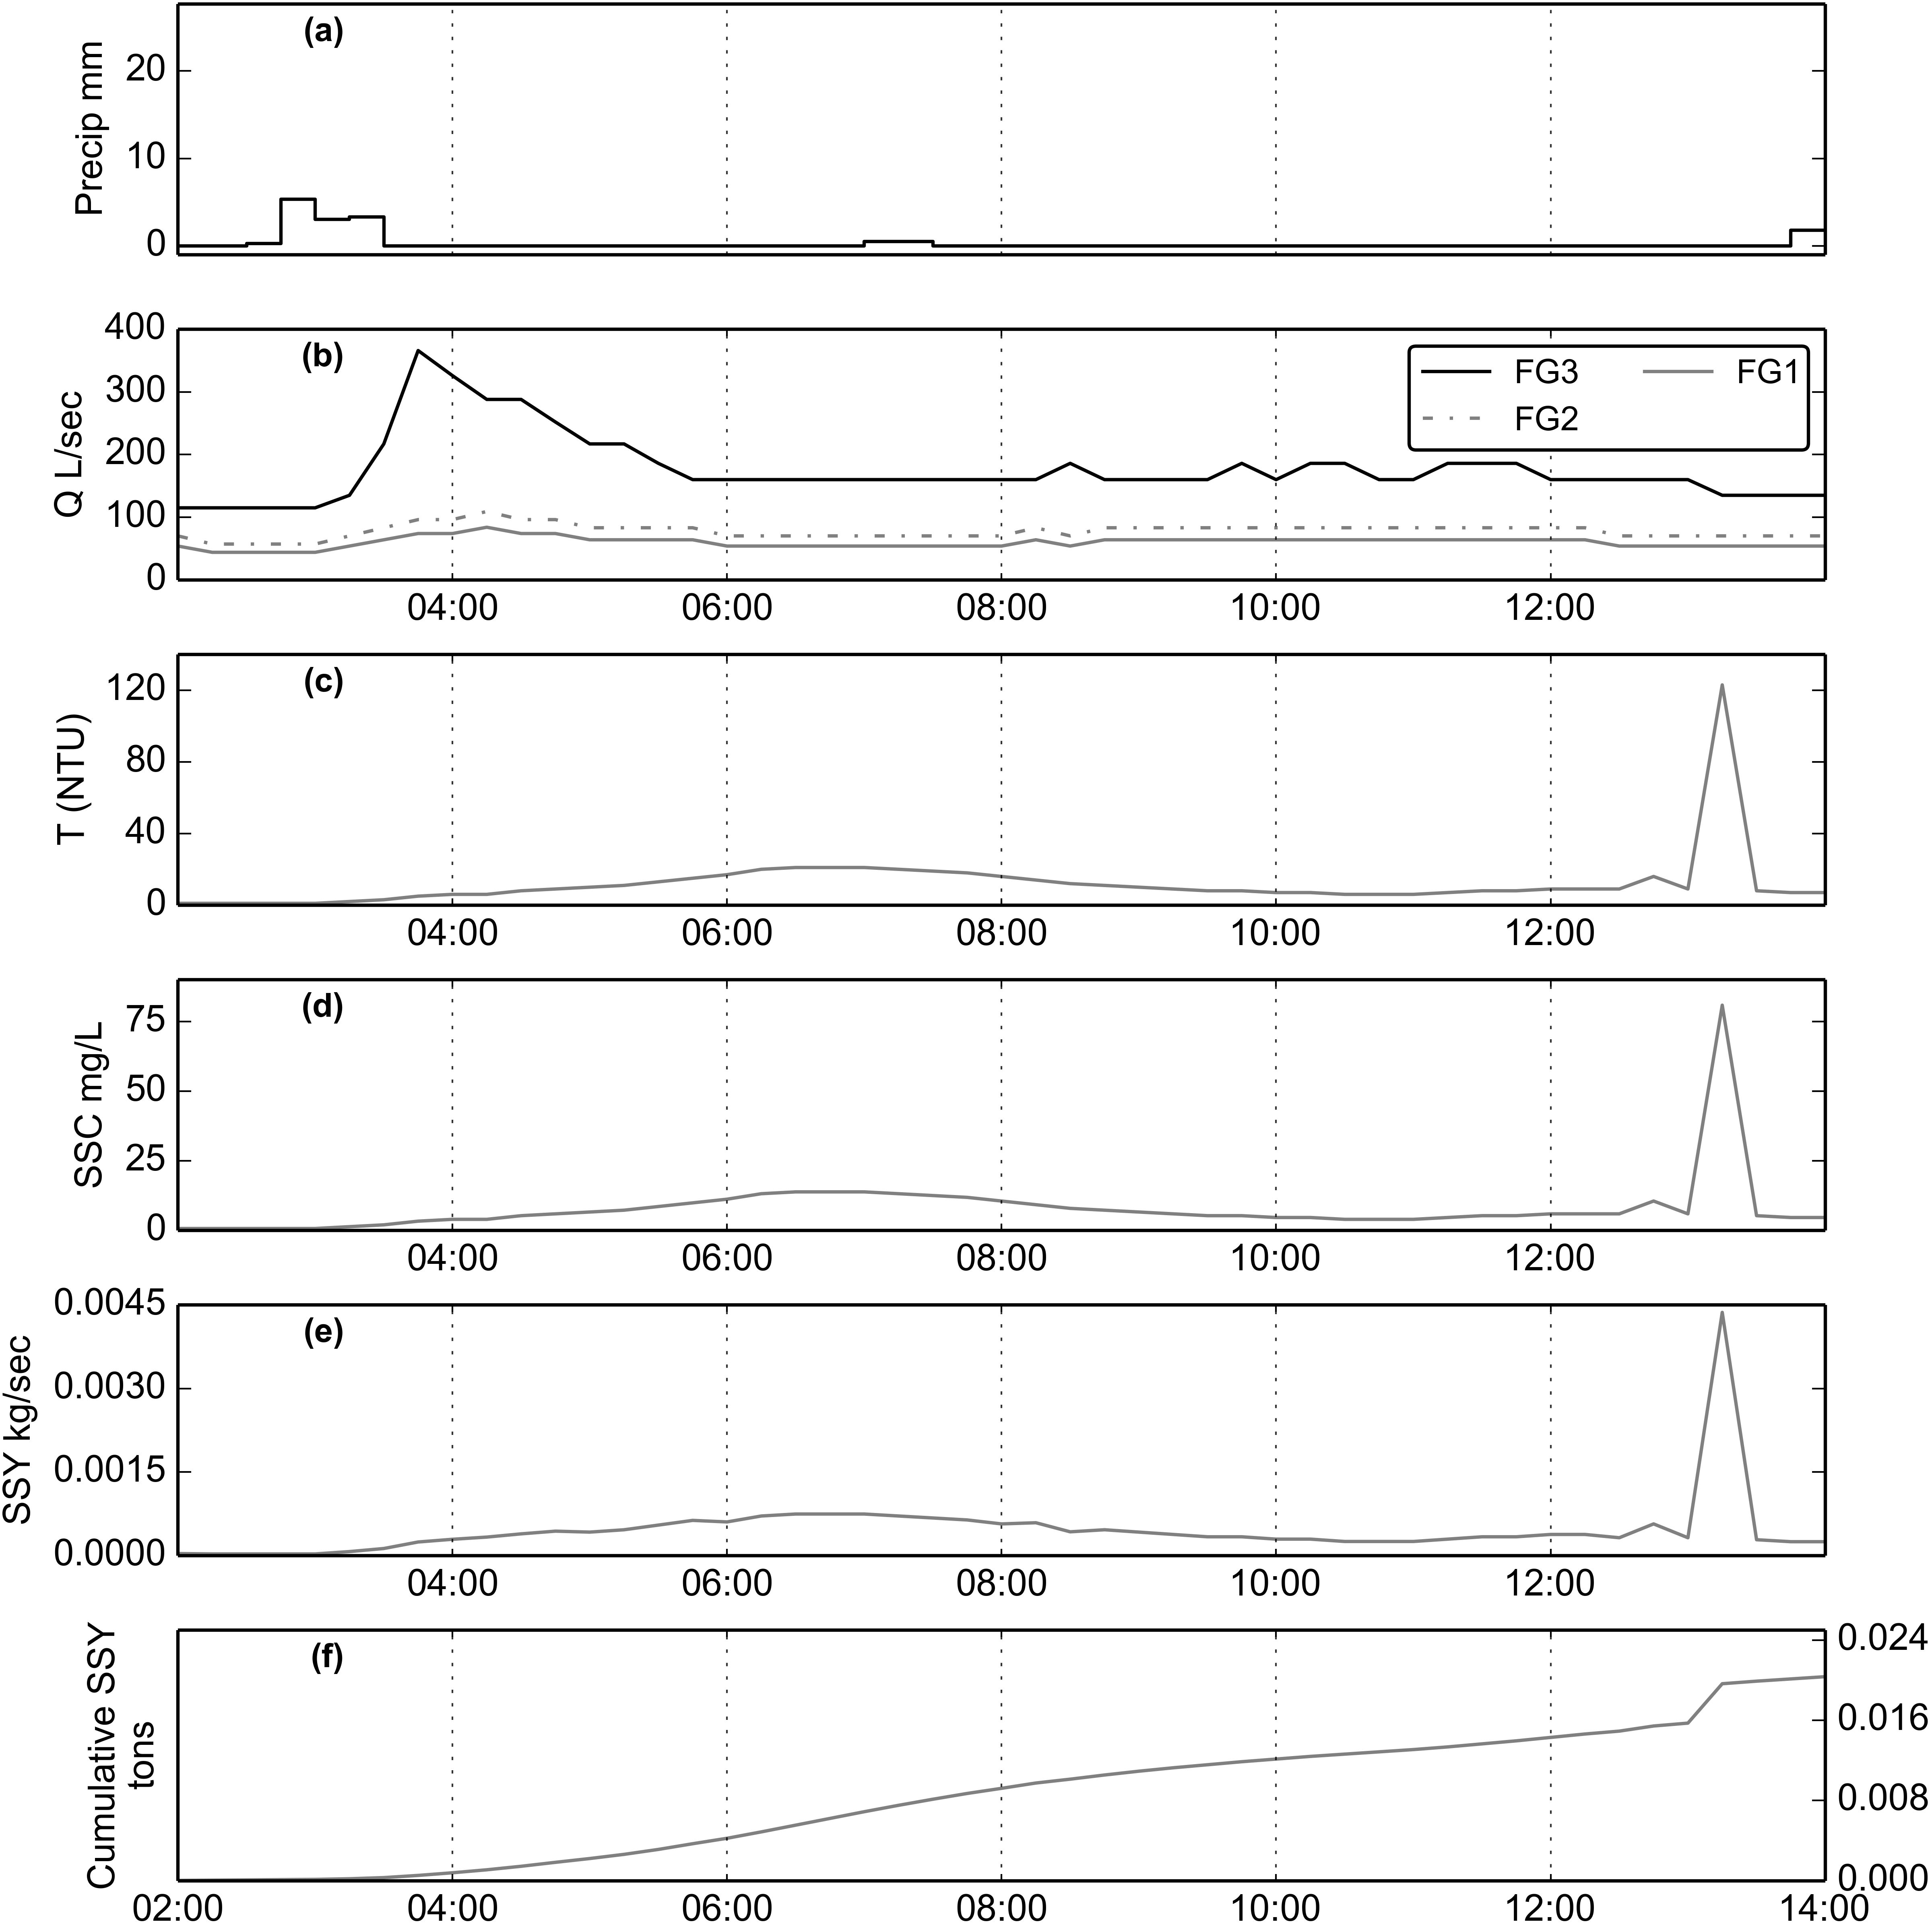 (a)
Precip mm
20
10
0
(b)
Q L/sec
400
300
200
100
0
FG3 FG1
FG2
04:00 06:00 08:00 10:00 12:00
(c)
T (NTU)
120
80
40
0
04:00 06:00 08:00 10:00 12:00
(d)
SSC mg/L
75
50
25
0
04:00 06:00 08:00 10:00 12:00
(e)
SSY kg/sec
0.0045
0.0030
0.0015
0.0000
04:00 06:00 08:00 10:00 12:00
(f)
Cumulative SSY
tons
0.024
0.016
0.008
0.000
02:00 04:00 06:00 08:00 10:00 12:00 14:00